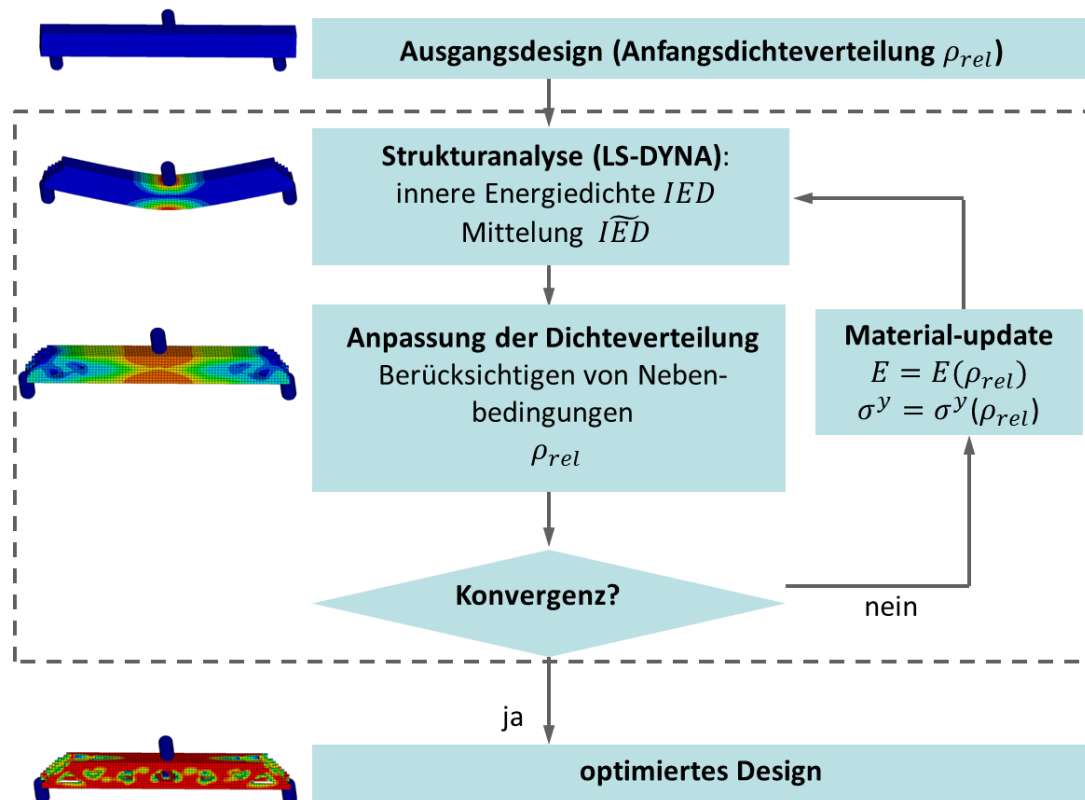 Ausgangsdesign (Anfangsdichteverteilung ρ_rel)
Strukturanalyse (LS-DYNA):
innere Energiedichte IED
Mittelung ĨED
Anpassung der Dichteverteilung
Berücksichtigen von Neben-
bedingungen
ρ_rel
Material-update
E = E(ρ_rel)
σ^y = σ^y(ρ_rel)
Konvergenz?
nein
ja
optimiertes Design